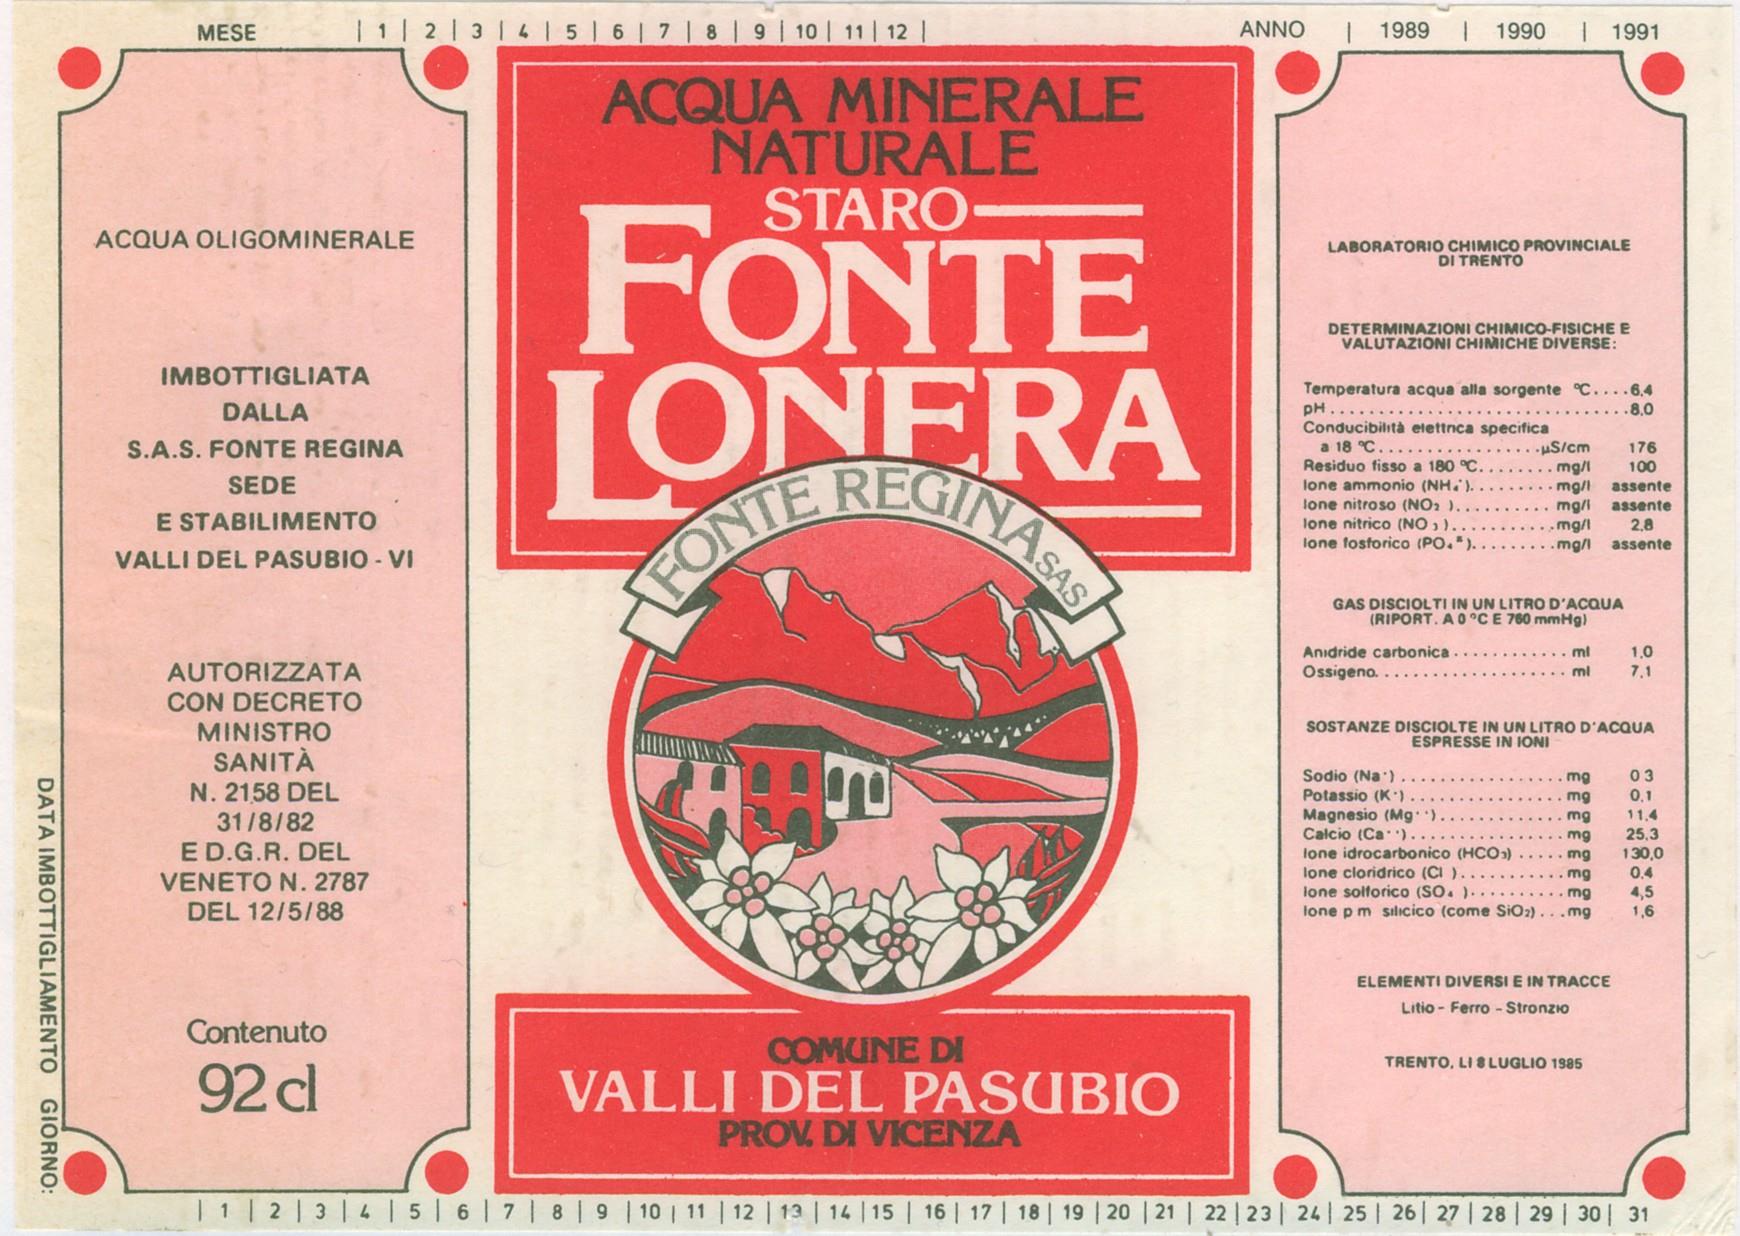 MESE | 1 | 2 | 3 | 4 | 5 | 6 | 7 | 8 | 9 | 10 | 11 | 12 |
ANNO | 1989 | 1990 | 1991
ACQUA OLIGOMINERALE
IMBOTTIGLIATA
DALLA
S.A.S. FONTE REGINA
SEDE
E STABILIMENTO
VALLI DEL PASUBIO - VI
AUTORIZZATA
CON DECRETO
MINISTRO
SANITÀ
N. 2158 DEL
31/8/82
E D.G.R. DEL
VENETO N. 2787
DEL 12/5/88
Contenuto
92 cl
DATA IMBOTTIGLIAMENTO GIORNO:
ACQUA MINERALE
NATURALE
STARO
FONTE
LONERA
FONTE REGINA SAS
COMUNE DI
VALLI DEL PASUBIO
PROV. DI VICENZA
LABORATORIO CHIMICO PROVINCIALE
DI TRENTO
DETERMINAZIONI CHIMICO-FISICHE E
VALUTAZIONI CHIMICHE DIVERSE:
Temperatura acqua alla sorgente °C....6,4
pH...............................8,0
Conducibilità elettrica specifica
a 18 °C.................µS/cm 176
Residuo fisso a 180 °C........mg/l 100
Ione ammonio (NH₄⁺).........mg/l assente
Ione nitroso (NO₂ ).........mg/l assente
Ione nitrico (NO₃).........mg/l 2,8
Ione fosforico (PO₄⁼).........mg/l assente
GAS DISCIOLTI IN UN LITRO D'ACQUA
(RIPORT. A 0 °C E 760 mmHg)
Anidride carbonica.......... ml 1,0
Ossigeno.................. ml 7,1
SOSTANZE DISCIOLTE IN UN LITRO D'ACQUA
ESPRESSE IN IONI
Sodio (Na⁺)................mg 0 3
Potassio (K⁺)...............mg 0,1
Magnesio (Mg⁺⁺)............mg 11,4
Calcio (Ca⁺⁺)...............mg 25,3
Ione idrocarbonico (HCO₃) .....mg 130,0
Ione cloridrico (Cl )...........mg 0,4
Ione solforico (SO₄ )..........mg 4,5
Ione p m silicico (come SiO₂)...mg 1,6
ELEMENTI DIVERSI E IN TRACCE
Litio - Ferro - Stronzio
TRENTO, LI 8 LUGLIO 1985
| 1 | 2 | 3 | 4 | 5 | 6 | 7 | 8 | 9 | 10 | 11 | 12 | 13 | 14 | 15 | 16 | 17 | 18 | 19 | 20 | 21 | 22 | 23 | 24 | 25 | 26 | 27 | 28 | 29 | 30 | 31